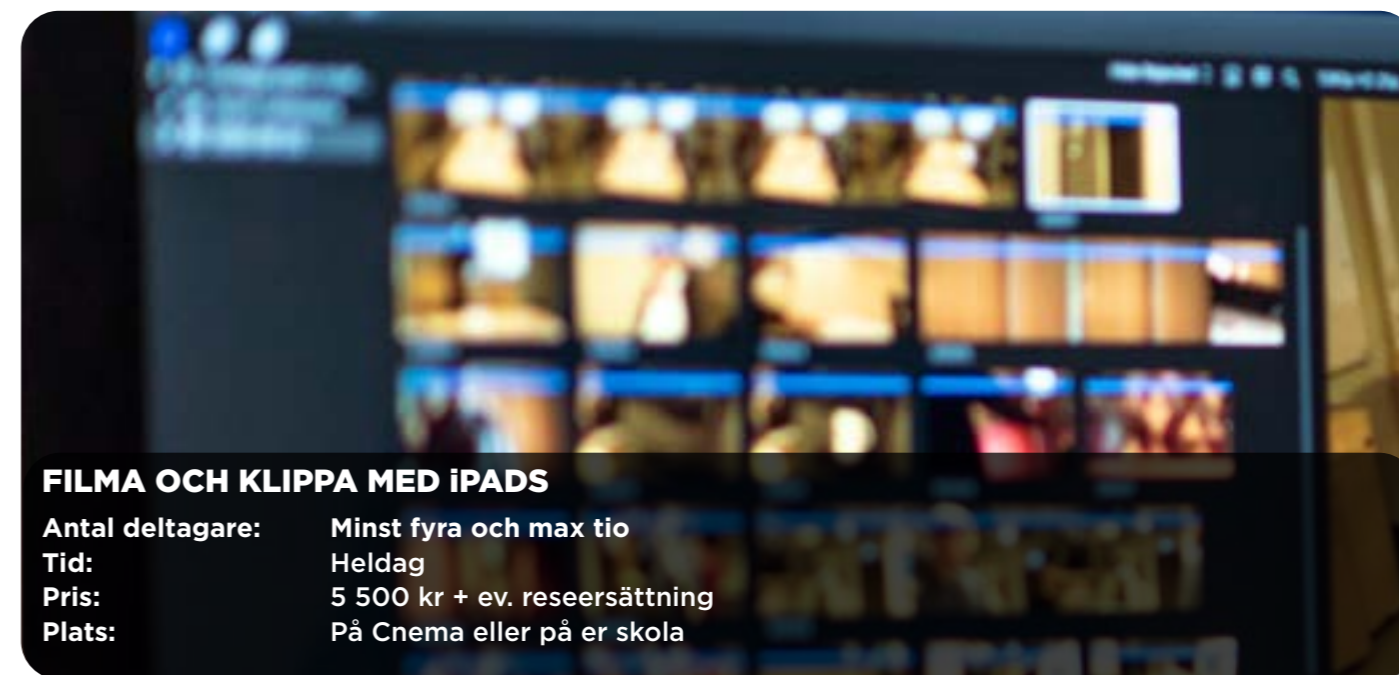 FILMA OCH KLIPPA MED iPADS
Antal deltagare: Minst fyra och max tio
Tid: Heldag
Pris: 5 500 kr + ev. reseersättning
Plats: På Cnema eller på er skola